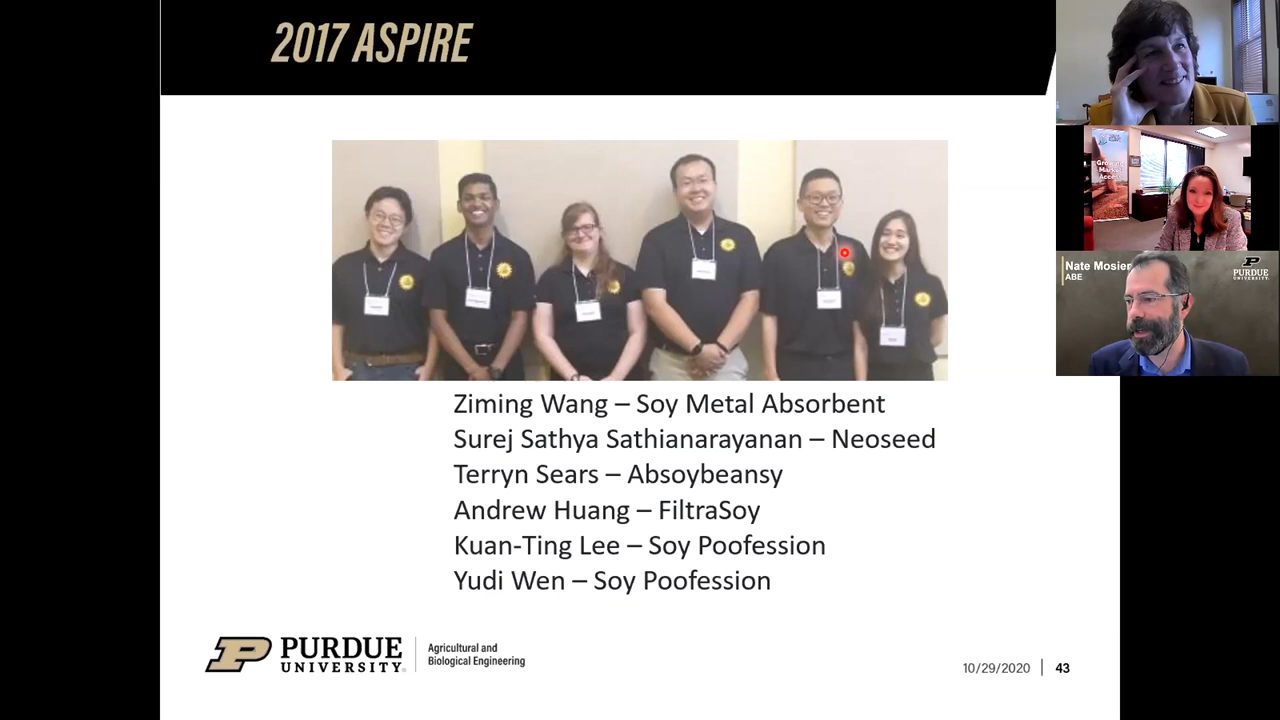 2017 ASPIRE
Ziming Wang – Soy Metal Absorbent
Surej Sathya Sathianarayanan – Neoseed
Terryn Sears – Absoybeansy
Andrew Huang – FiltraSoy
Kuan-Ting Lee – Soy Poofession
Yudi Wen – Soy Poofession
PURDUE
UNIVERSITY
Agricultural and
Biological Engineering
10/29/2020
43
Market
Nate Mosier
ABE
PURDUE
UNIVERSITY